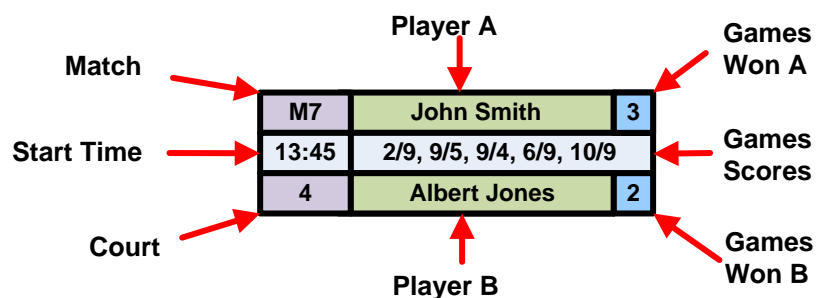 Player A
Games
Won A
Match
M7 John Smith 3
Start Time 13:45 2/9, 9/5, 9/4, 6/9, 10/9 Games
Scores
4 Albert Jones 2
Court
Games
Won B
Player B